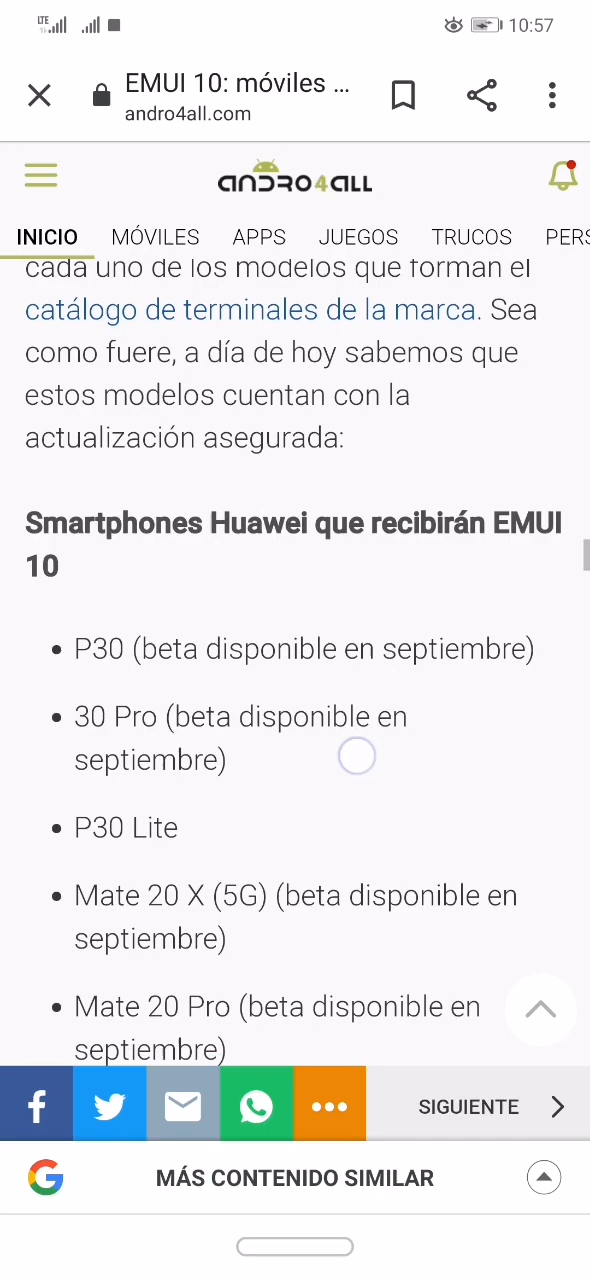 LTE
10:57
EMUI 10: móviles ...
andro4all.com
ANDRO4ALL
INICIO MÓVILES APPS JUEGOS TRUCOS PERS
cada uno de los modelos que forman el
catálogo de terminales de la marca. Sea
como fuere, a día de hoy sabemos que
estos modelos cuentan con la
actualización asegurada:
Smartphones Huawei que recibirán EMUI
10
• P30 (beta disponible en septiembre)
• 30 Pro (beta disponible en
septiembre)
• P30 Lite
• Mate 20 X (5G) (beta disponible en
septiembre)
• Mate 20 Pro (beta disponible en
septiembre)
SIGUIENTE
MÁS CONTENIDO SIMILAR